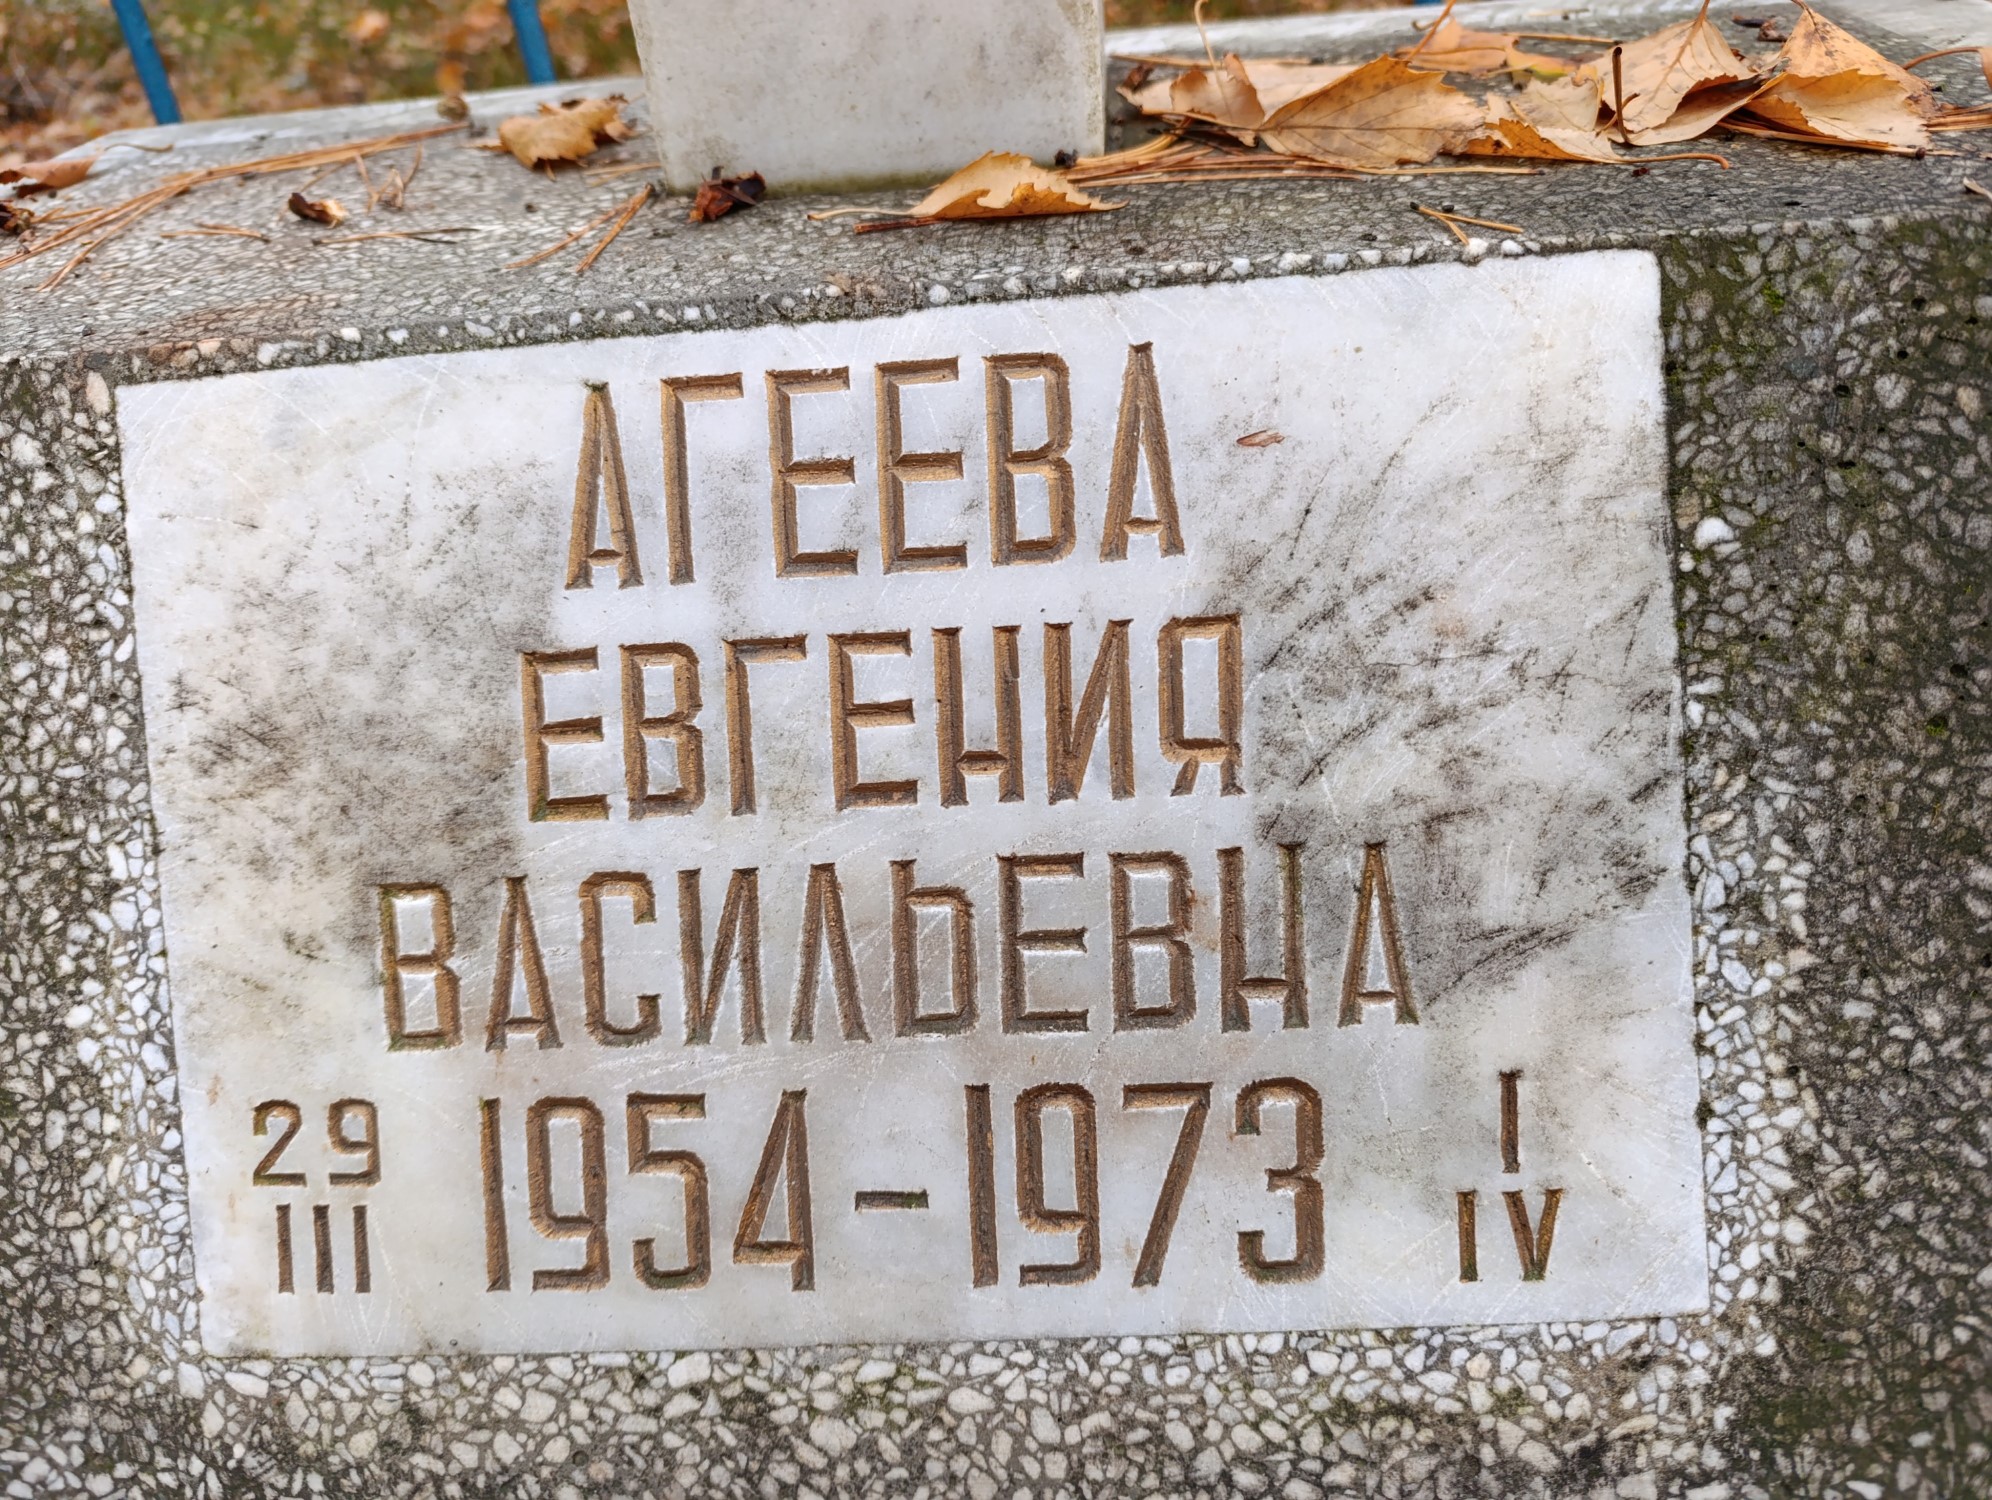 АГЕЕВА
ЕВГЕНИЯ
ВАСИЛЬЕВНА
29 III 1954-1973 I IV